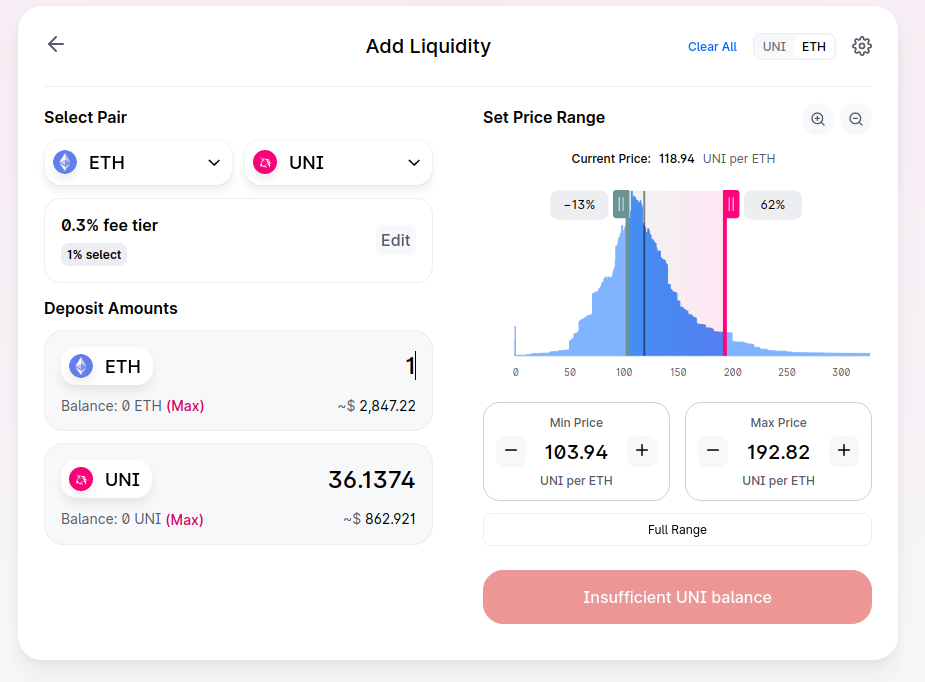 Add Liquidity
Clear All
UNI ETH
Select Pair
ETH
UNI
0.3% fee tier
1% select
Edit
Deposit Amounts
ETH
1
Balance: 0 ETH (Max)
~$ 2,847.22
UNI
36.1374
Balance: 0 UNI (Max)
~$ 862.921
Set Price Range
Current Price: 118.94 UNI per ETH
−13%
62%
0 50 100 150 200 250 300
Min Price
− 103.94 +
UNI per ETH
Max Price
− 192.82 +
UNI per ETH
Full Range
Insufficient UNI balance